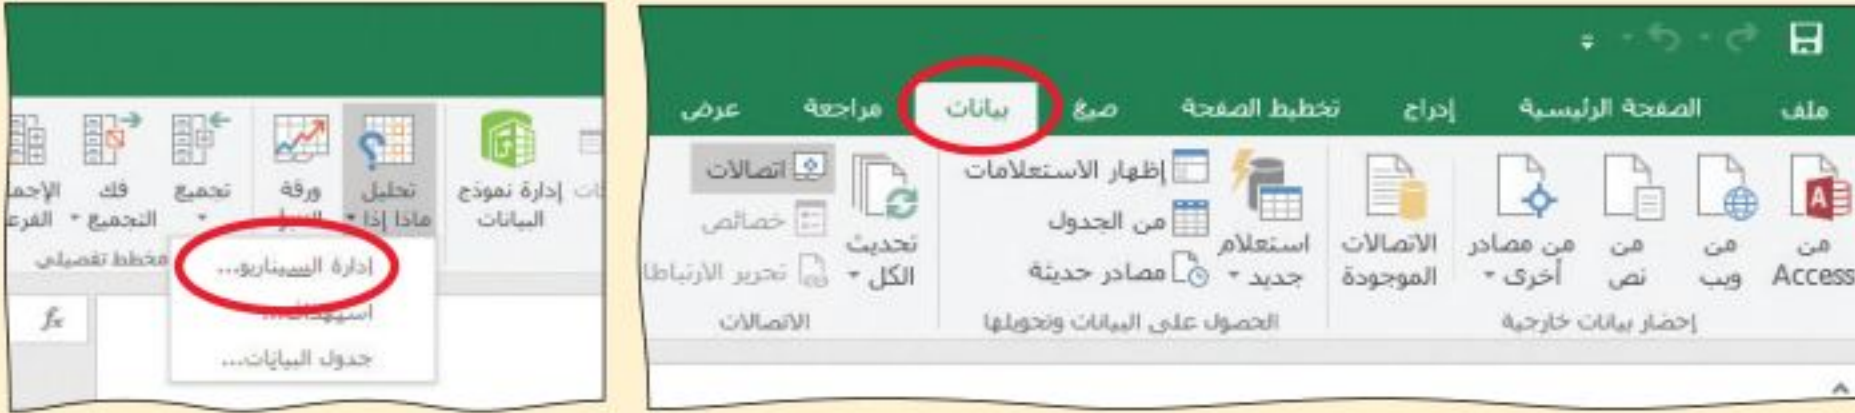 ملف الصفحة الرئيسية إدراج تخطيط الصفحة صيغ بيانات مراجعة عرض
من Access
من ويب
من نص
من مصادر أخرى
الاتصالات الموجودة
إحضار بيانات خارجية
استعلام جديد
إظهار الاستعلامات
من الجدول
مصادر حديثة
الحصول على البيانات وتحويلها
تحديث الكل
اتصالات
خصائص
تحرير الارتباطا
الاتصالات
إدارة نموذج البيانات
تحليل ماذا إذا
ورقة
تجميع
فك التجميع
مخطط تفصيلي
إدارة السيناريو...
استهداف...
جدول البيانات...
fx